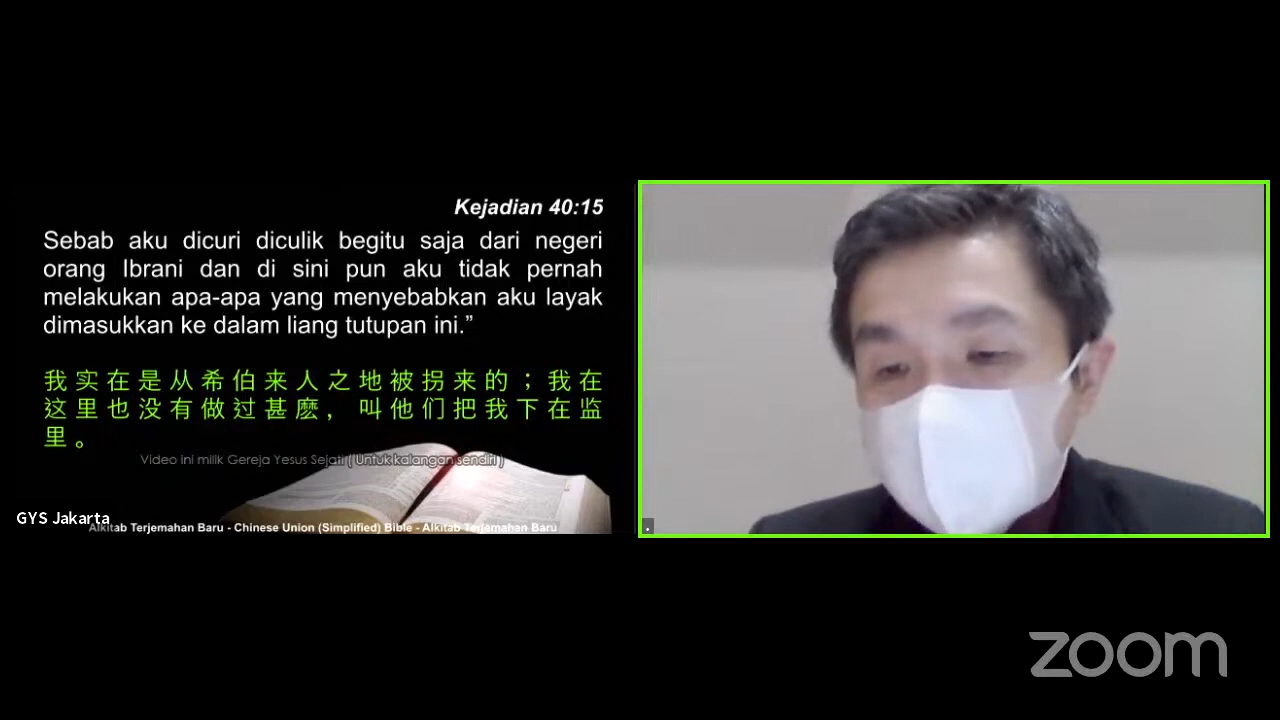 Kejadian 40:15
Sebab aku dicuri diculik begitu saja dari negeri
orang Ibrani dan di sini pun aku tidak pernah
melakukan apa-apa yang menyebabkan aku layak
dimasukkan ke dalam liang tutupan ini.”
我实在是从希伯来人之地被拐来的；我在
这里也没有做过甚麽，叫他们把我下在监
里。
Video ini milik Gereja Yesus Sejati ( Untuk kalangan sendiri )
GYS Jakarta
Alkitab Terjemahan Baru - Chinese Union (Simplified) Bible - Alkitab Terjemahan Baru
.
zoom